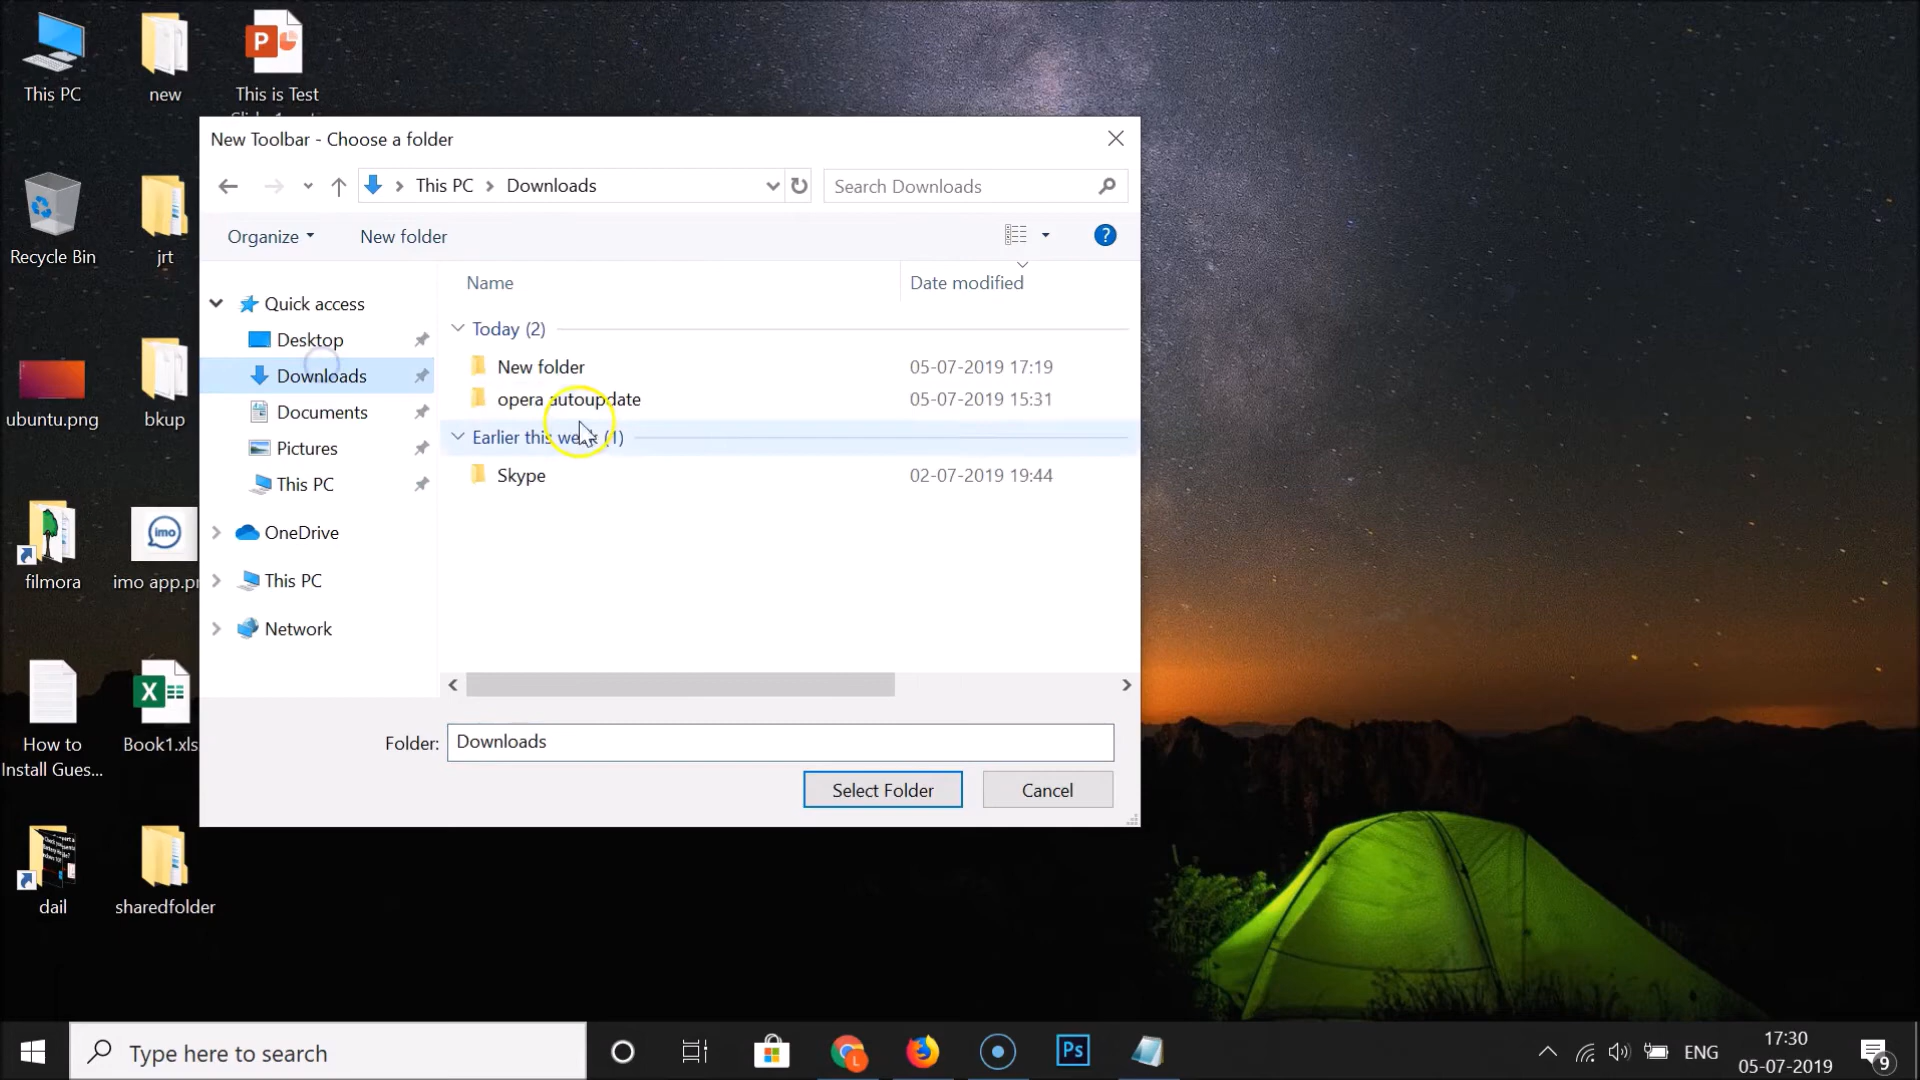 This PC
new
This is Test
New Toolbar - Choose a folder
This PC
Downloads
Search Downloads
Organize
New folder
?
Name
Date modified
Quick access
Desktop
Downloads
Documents
Pictures
This PC
OneDrive
This PC
Network
Today (2)
New folder
05-07-2019 17:19
opera autoupdate
05-07-2019 15:31
Earlier this week (1)
Skype
02-07-2019 19:44
Folder:
Downloads
Select Folder
Cancel
Recycle Bin
jrt
ubuntu.png
bkup
filmora
imo
imo app.pr
How to
Install Gues...
Book1.xls
dail
sharedfolder
Type here to search
L
Ps
ENG
17:30
05-07-2019
9